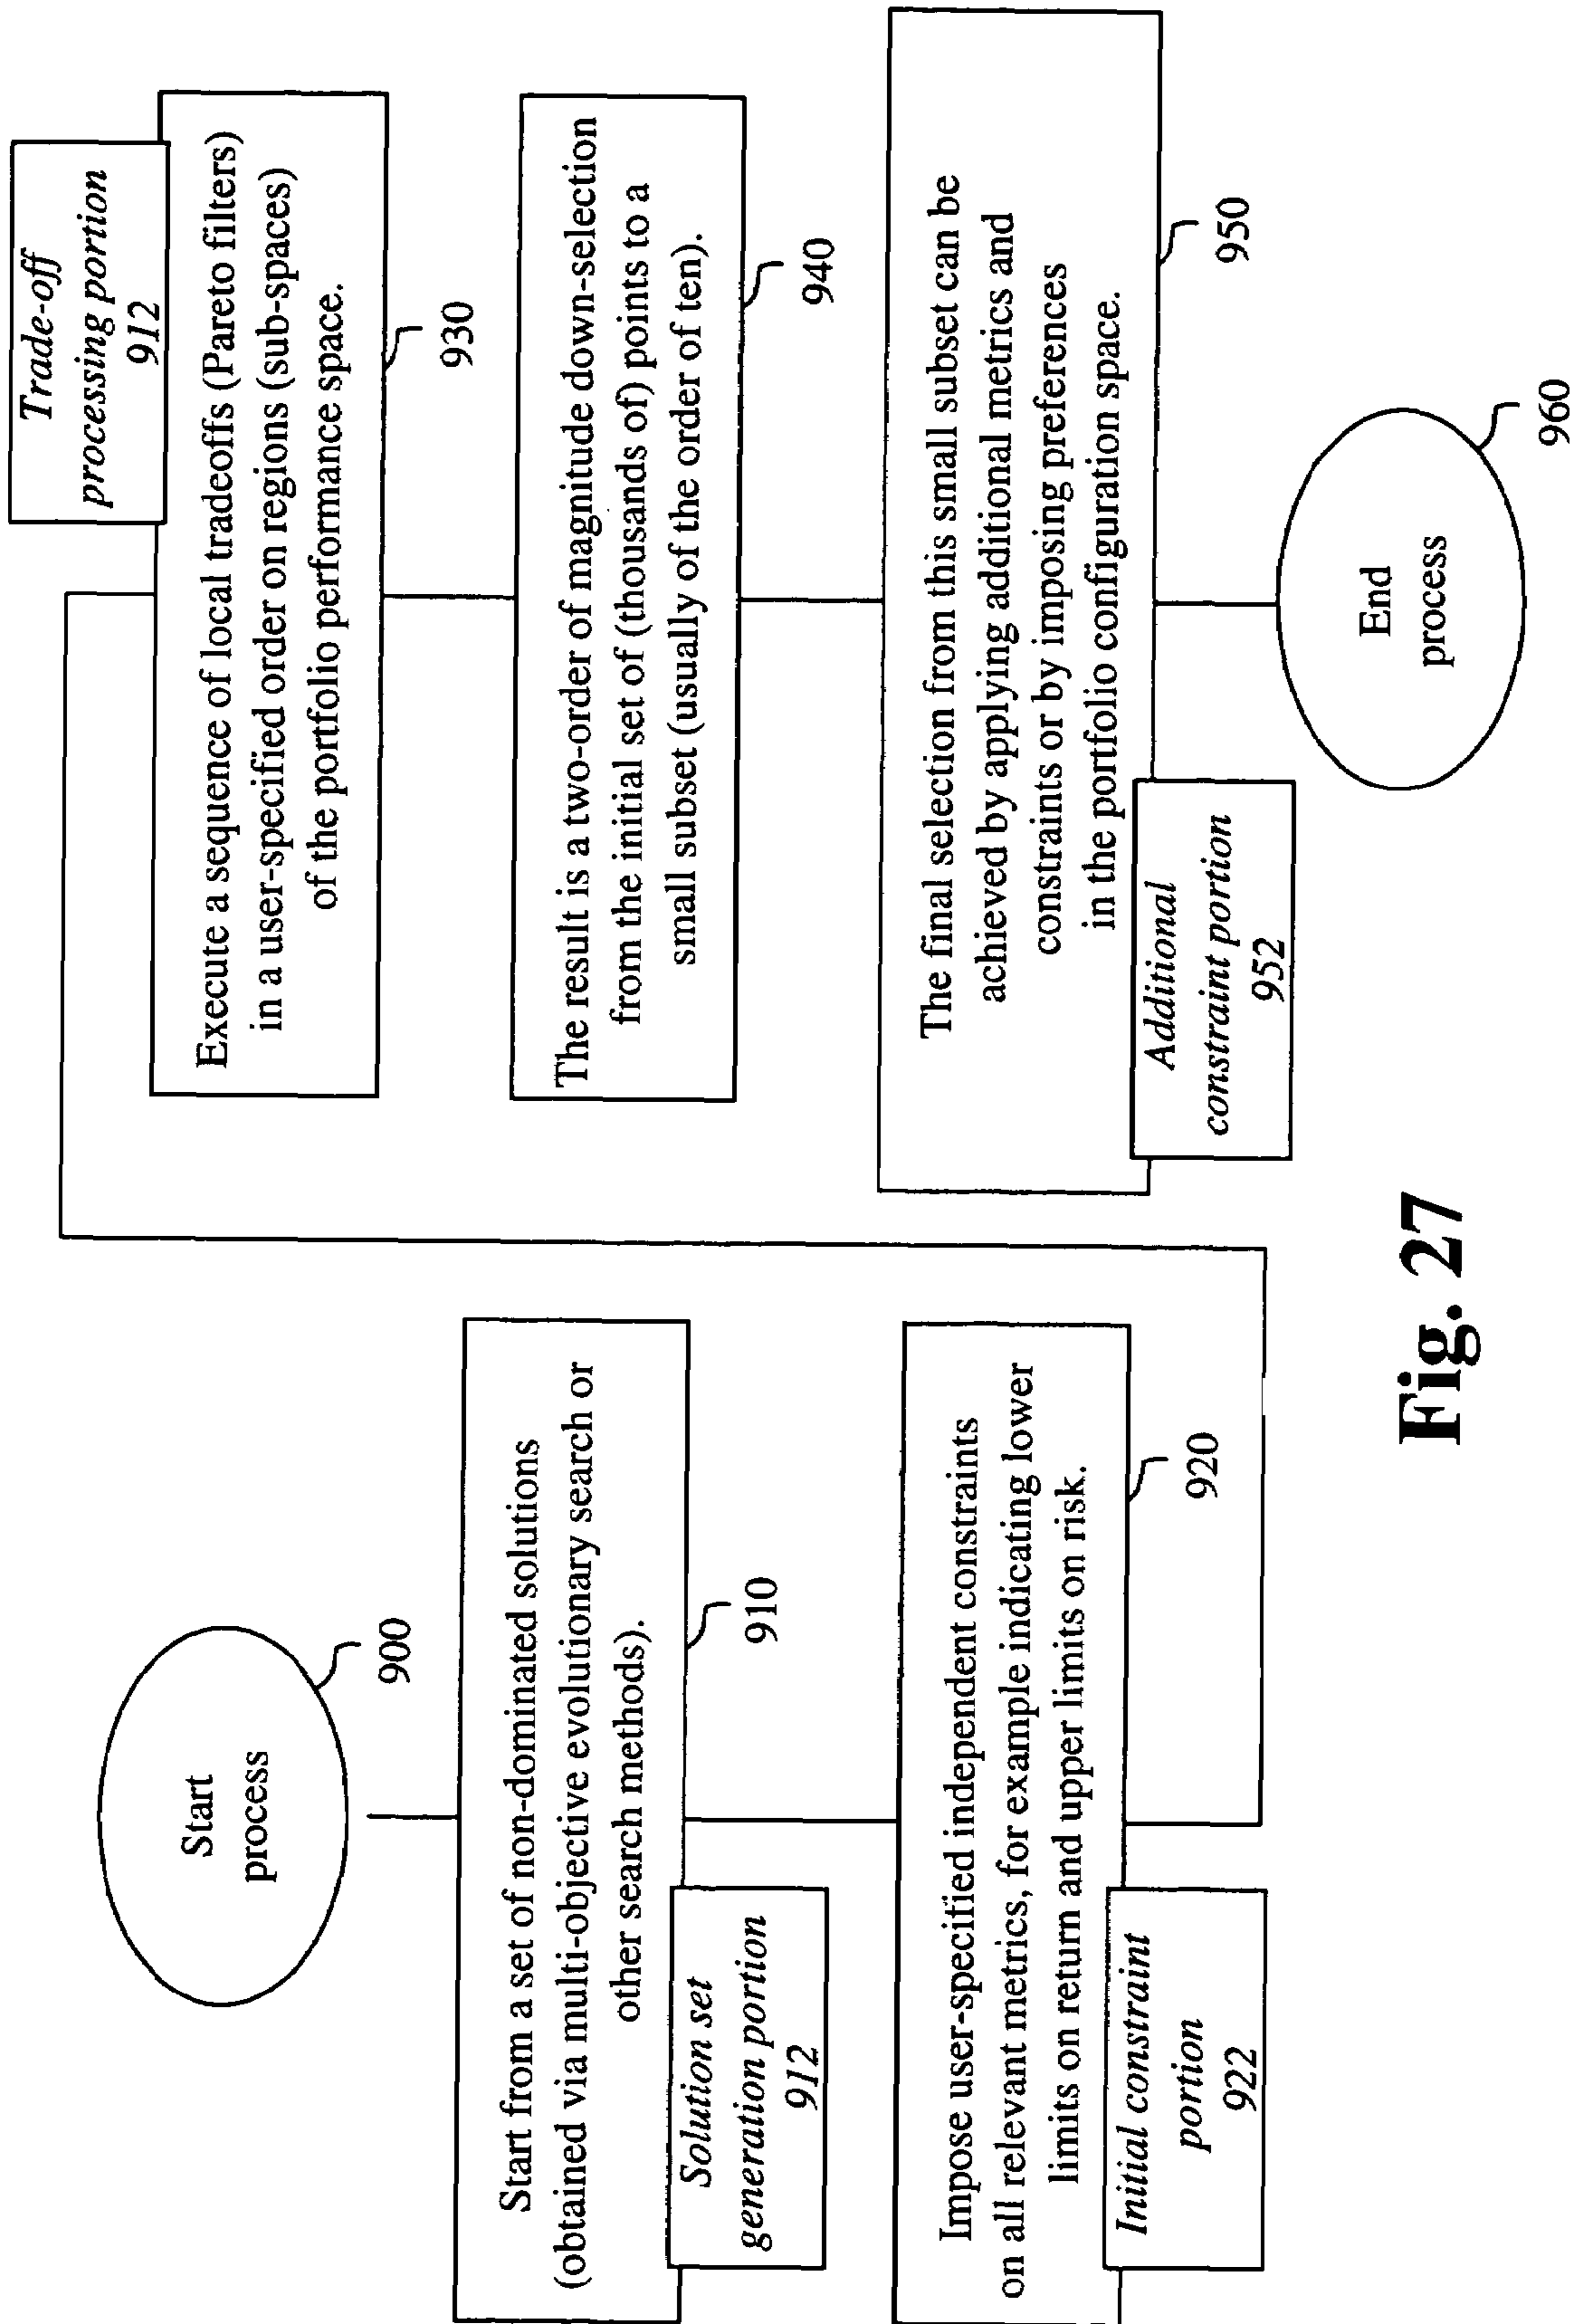 Start
process
900
Start from a set of non-dominated solutions
(obtained via multi-objective evolutionary search or
other search methods).
Solution set
generation portion
912
910
Impose user-specified independent constraints
on all relevant metrics, for example indicating lower
limits on return and upper limits on risk.
Initial constraint
portion
922
920
Trade-off
processing portion
912
Execute a sequence of local tradeoffs (Pareto filters)
in a user-specified order on regions (sub-spaces)
of the portfolio performance space.
930
The result is a two-order of magnitude down-selection
from the initial set of (thousands of) points to a
small subset (usually of the order of ten).
940
The final selection from this small subset can be
achieved by applying additional metrics and
constraints or by imposing preferences
in the portfolio configuration space.
Additional
constraint portion
952
950
End
process
960
Fig. 27